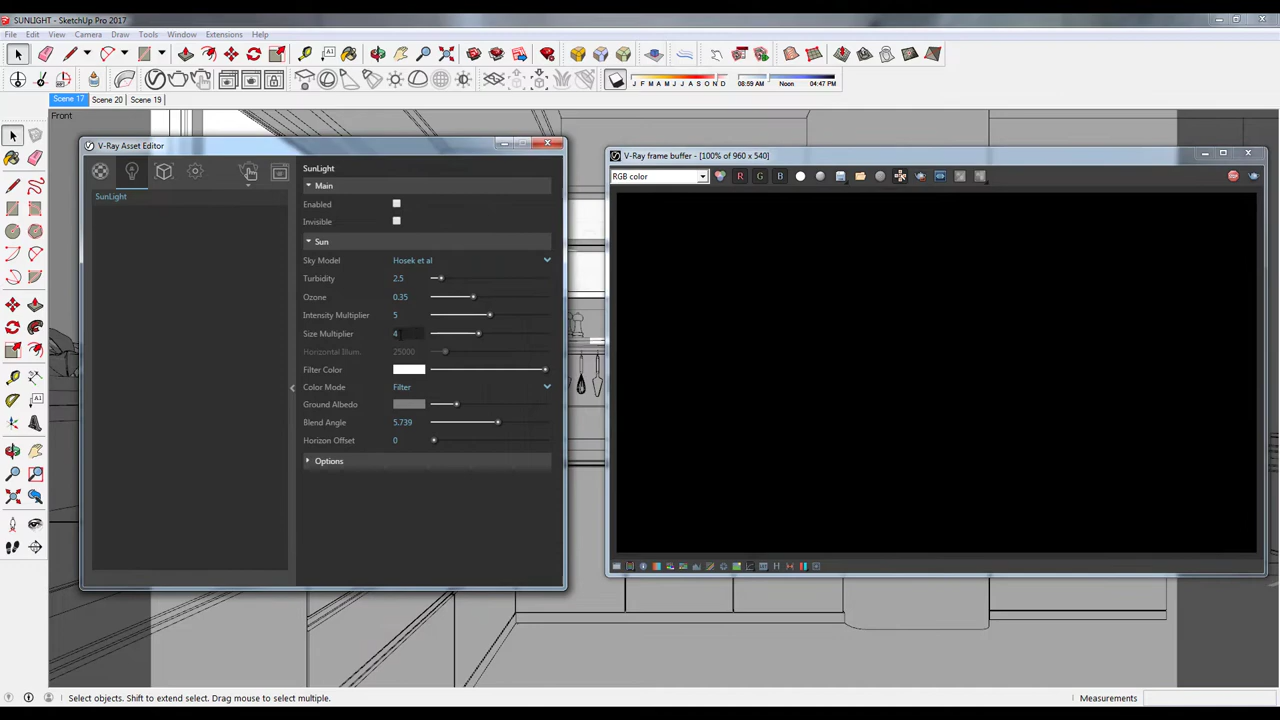 SUNLIGHT - SketchUp Pro 2017
File Edit View Camera Draw Tools Window Extensions Help
J F M A M J J A S O N D 08:59 AM Noon 04:47 PM
Scene 17 Scene 20 Scene 19
Front
V-Ray Asset Editor
V-Ray frame buffer - [100% of 960 x 540]
RGB color R G B
SunLight
SunLight
Main
Enabled
Invisible
Sun
Sky Model Hosek et al
Turbidity 2.5
Ozone 0.35
Intensity Multiplier 5
Size Multiplier 4
Horizontal Illum. 25000
Filter Color
Color Mode Filter
Ground Albedo
Blend Angle 5.739
Horizon Offset 0
Options
Select objects. Shift to extend select. Drag mouse to select multiple.
Measurements